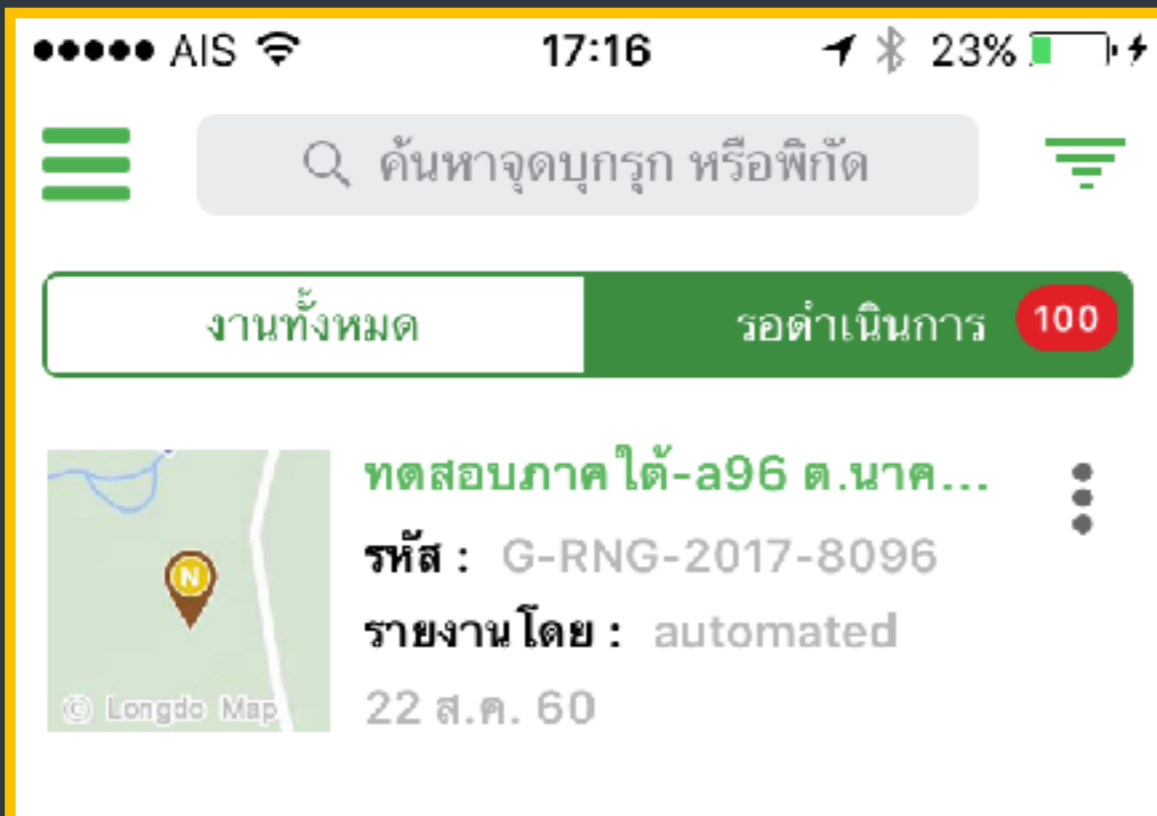 AIS 17:16 23%
ค้นหาจุดบุกรุก หรือพิกัด
งานทั้งหมด รอดำเนินการ 100
ทดสอบภาคใต้-a96 ต.นาค...
รหัส : G-RNG-2017-8096
รายงานโดย : automated
22 ส.ค. 60
N
© Longdo Map